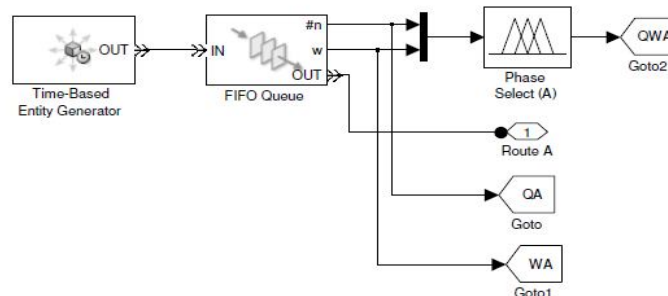 OUT
Time-Based
Entity Generator
IN
#n
w
OUT
FIFO Queue
Phase
Select (A)
QWA
Goto2
1
Route A
QA
Goto
WA
Goto1